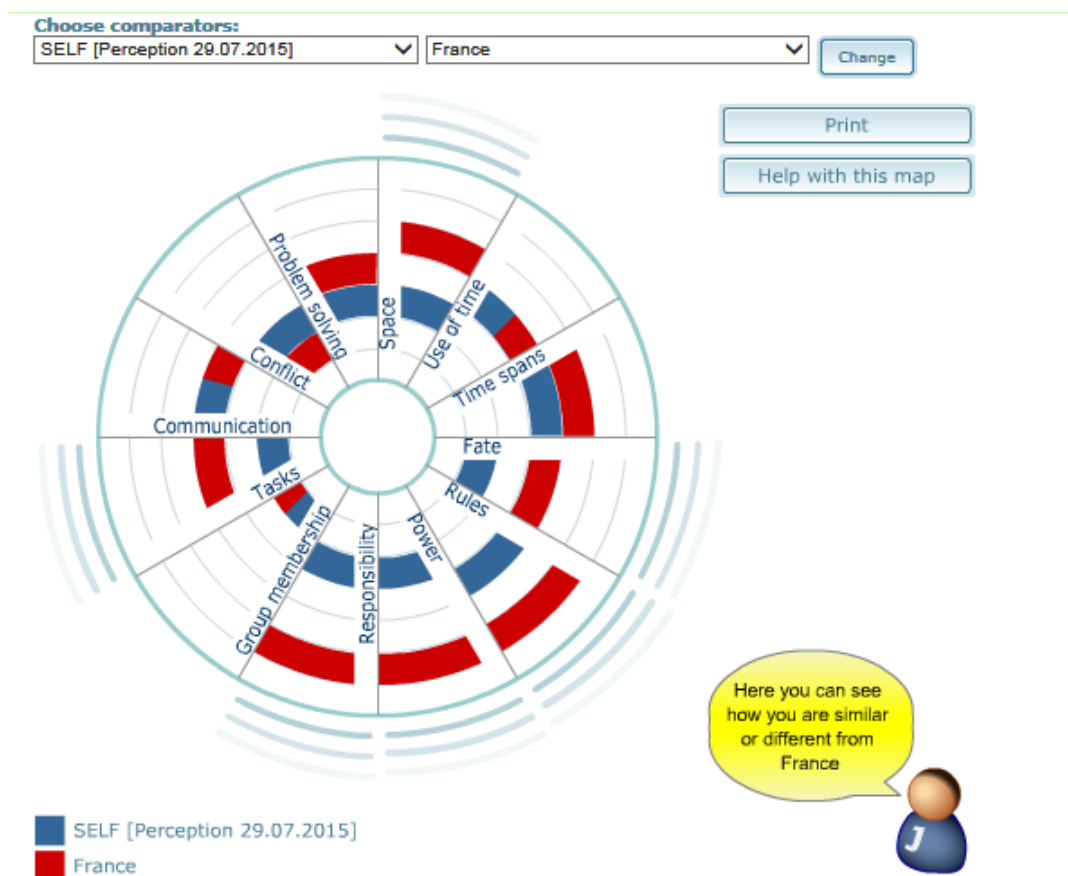 Choose comparators:
SELF [Perception 29.07.2015]
France
Change
Print
Help with this map
Problem solving
Space
Use of time
Conflict
Time spans
Communication
Fate
Tasks
Rules
Power
Group membership
Responsibility
Here you can see
how you are similar
or different from
France
J
SELF [Perception 29.07.2015]
France